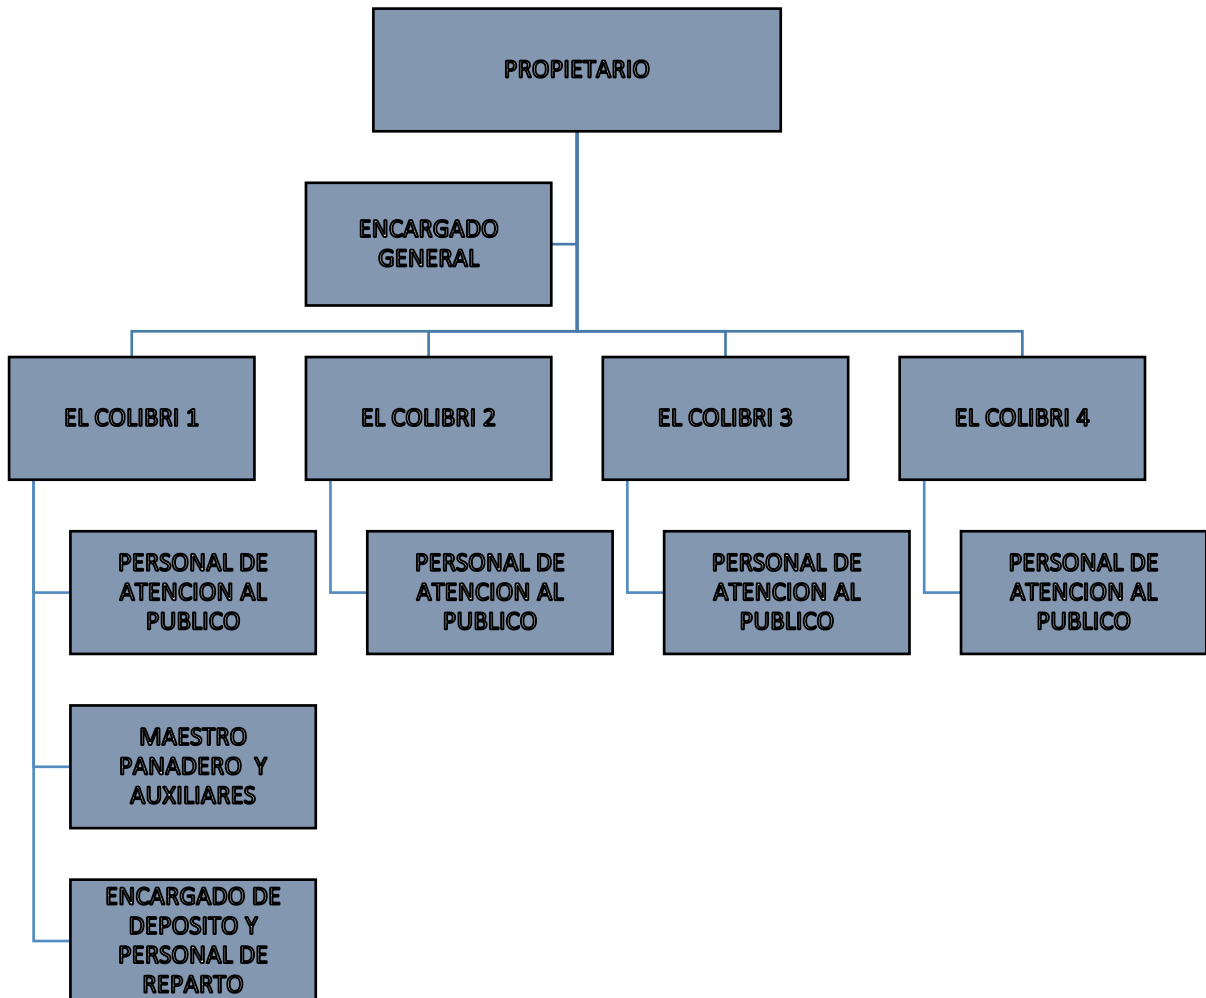 PROPIETARIO
ENCARGADO
GENERAL
EL COLIBRI 1
EL COLIBRI 2
EL COLIBRI 3
EL COLIBRI 4
PERSONAL DE
ATENCION AL
PUBLICO
PERSONAL DE
ATENCION AL
PUBLICO
PERSONAL DE
ATENCION AL
PUBLICO
PERSONAL DE
ATENCION AL
PUBLICO
MAESTRO
PANADERO  Y
AUXILIARES
ENCARGADO DE
DEPOSITO Y
PERSONAL DE
REPARTO